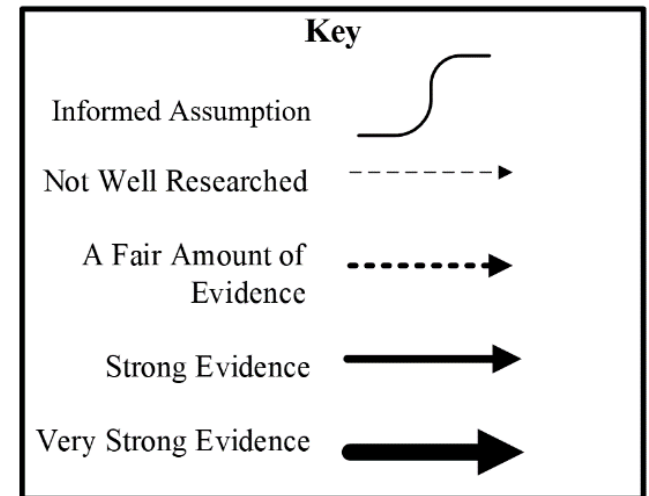 Key
Informed Assumption
Not Well Researched
A Fair Amount of
Evidence
Strong Evidence
Very Strong Evidence